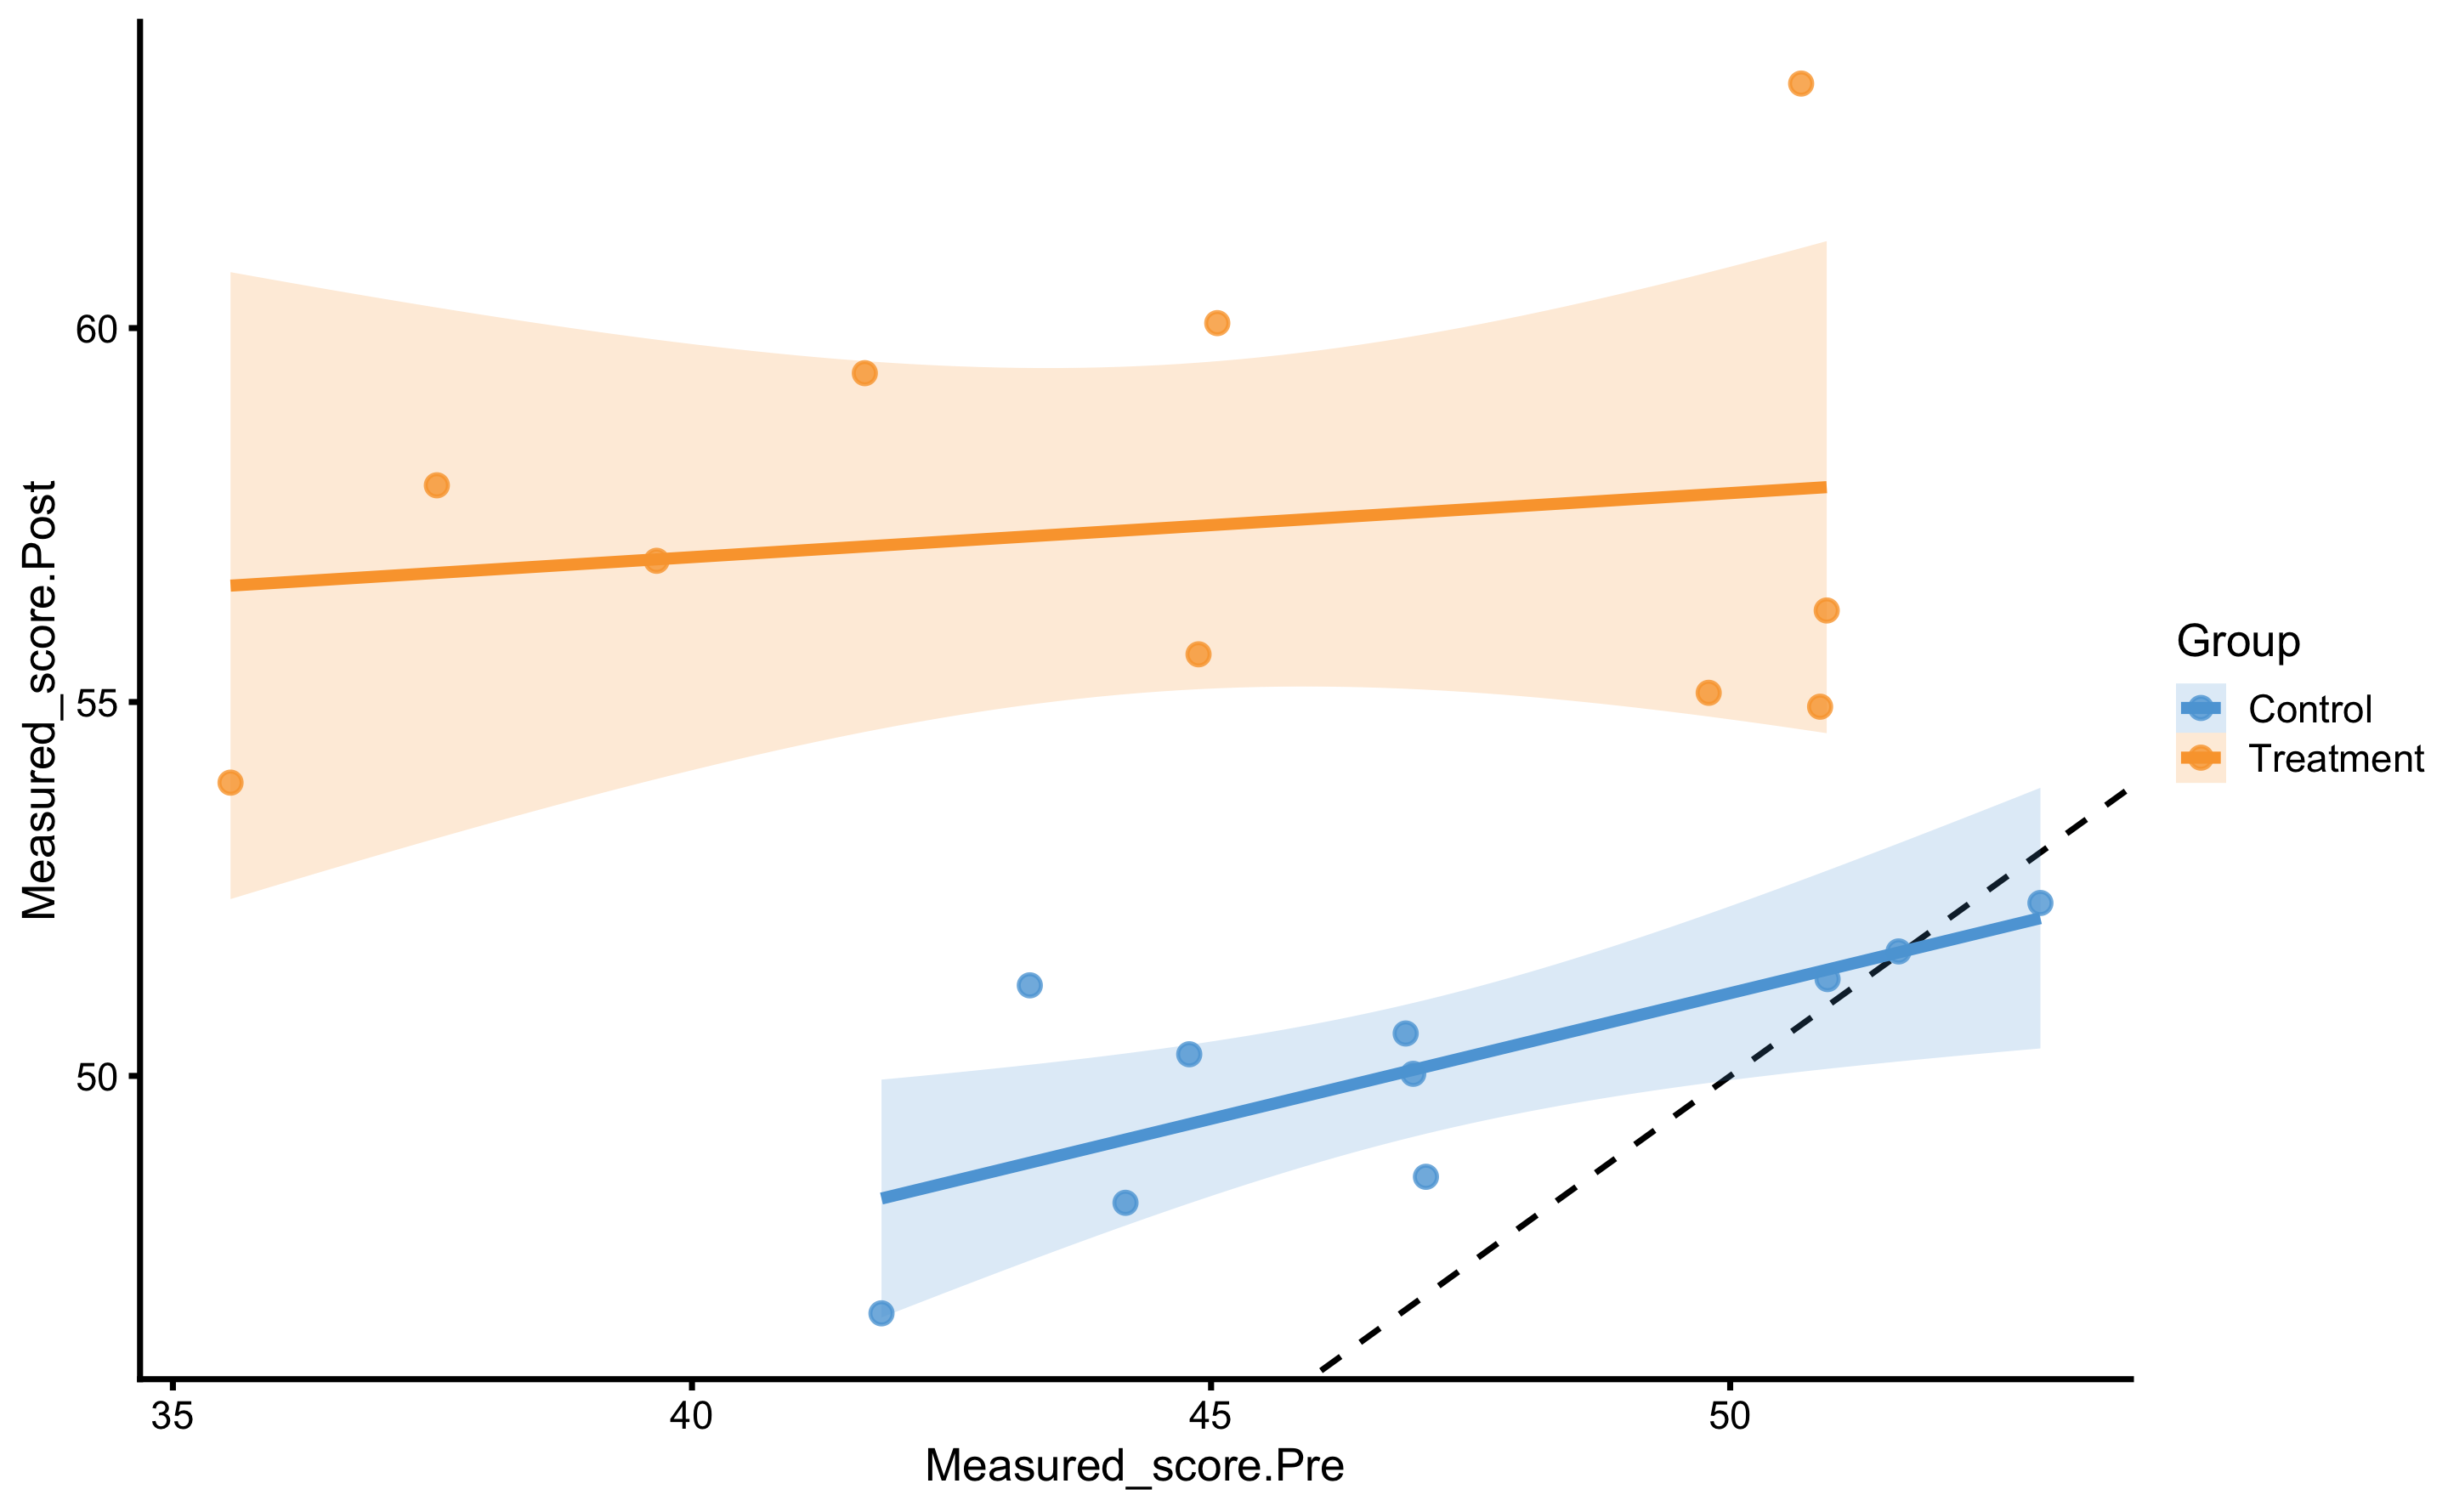 Measured_score.Post
60
55
50
35 40 45 50
Measured_score.Pre
Group
Control
Treatment